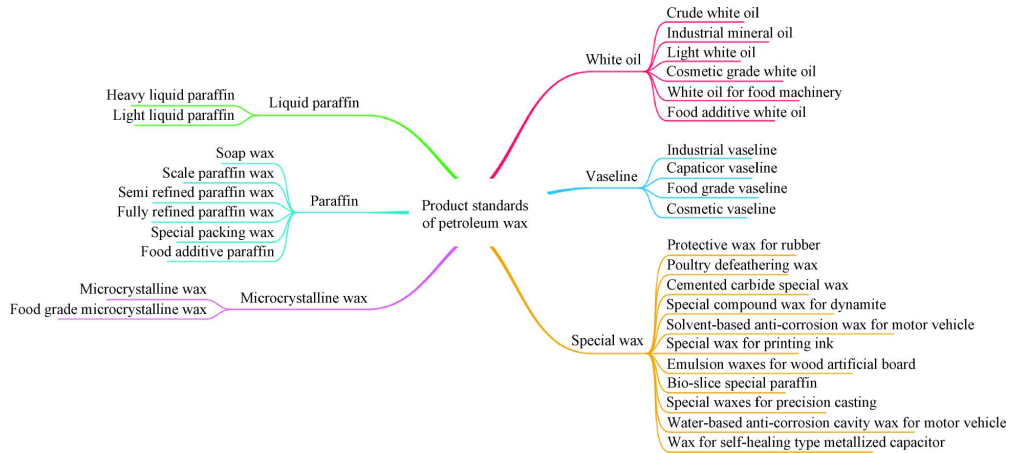 Product standards
of petroleum wax
Liquid paraffin
Heavy liquid paraffin
Light liquid paraffin
Paraffin
Soap wax
Scale paraffin wax
Semi refined paraffin wax
Fully refined paraffin wax
Special packing wax
Food additive paraffin
Microcrystalline wax
Microcrystalline wax
Food grade microcrystalline wax
White oil
Crude white oil
Industrial mineral oil
Light white oil
Cosmetic grade white oil
White oil for food machinery
Food additive white oil
Vaseline
Industrial vaseline
Capaticor vaseline
Food grade vaseline
Cosmetic vaseline
Special wax
Protective wax for rubber
Poultry defeathering wax
Cemented carbide special wax
Special compound wax for dynamite
Solvent-based anti-corrosion wax for motor vehicle
Special wax for printing ink
Emulsion waxes for wood artificial board
Bio-slice special paraffin
Special waxes for precision casting
Water-based anti-corrosion cavity wax for motor vehicle
Wax for self-healing type metallized capacitor